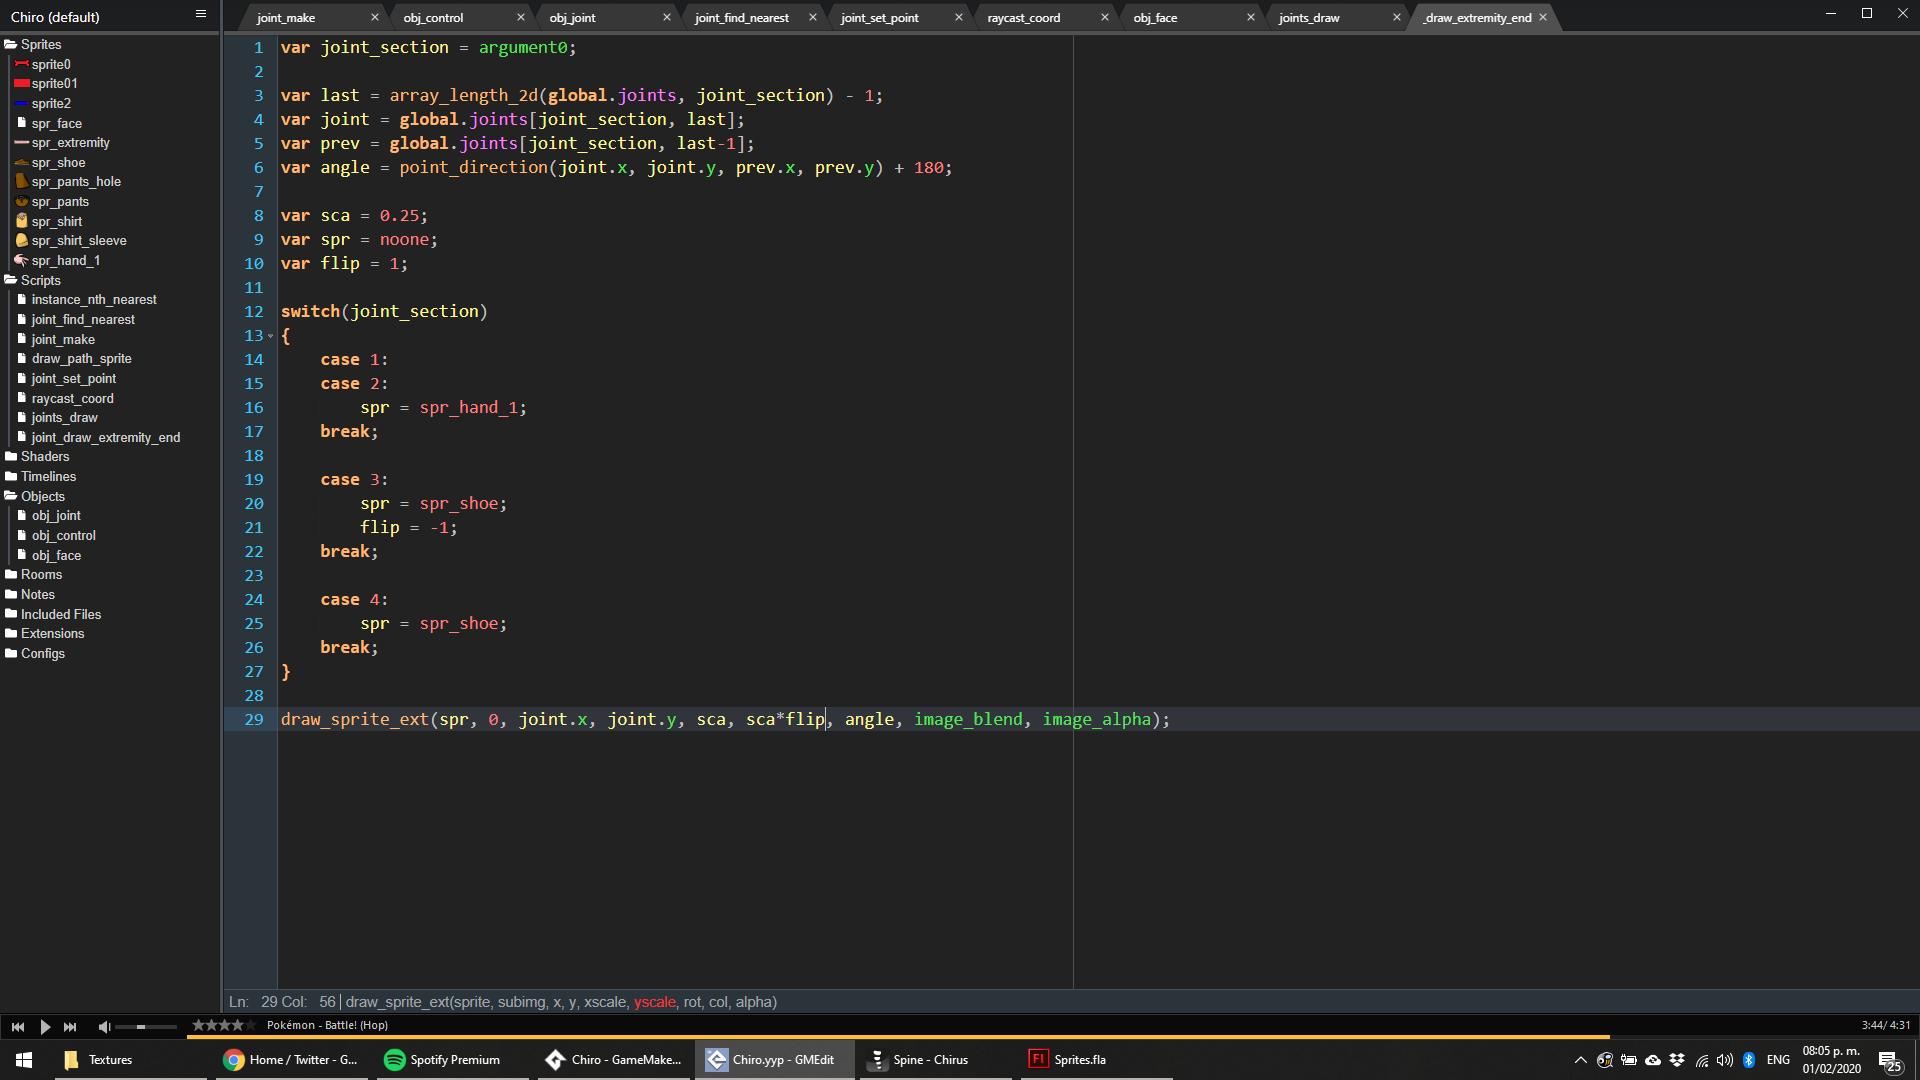 Chiro (default)
joint_make
obj_control
obj_joint
joint_find_nearest
joint_set_point
raycast_coord
obj_face
joints_draw
_draw_extremity_end
Sprites
sprite0
sprite01
sprite2
spr_face
spr_extremity
spr_shoe
spr_pants_hole
spr_pants
spr_shirt
spr_shirt_sleeve
spr_hand_1
Scripts
instance_nth_nearest
joint_find_nearest
joint_make
draw_path_sprite
joint_set_point
raycast_coord
joints_draw
joint_draw_extremity_end
Shaders
Timelines
Objects
obj_joint
obj_control
obj_face
Rooms
Notes
Included Files
Extensions
Configs
1 var joint_section = argument0;
2
3 var last = array_length_2d(global.joints, joint_section) - 1;
4 var joint = global.joints[joint_section, last];
5 var prev = global.joints[joint_section, last-1];
6 var angle = point_direction(joint.x, joint.y, prev.x, prev.y) + 180;
7
8 var sca = 0.25;
9 var spr = noone;
10 var flip = 1;
11
12 switch(joint_section)
13 {
14 case 1:
15 case 2:
16 spr = spr_hand_1;
17 break;
18
19 case 3:
20 spr = spr_shoe;
21 flip = -1;
22 break;
23
24 case 4:
25 spr = spr_shoe;
26 break;
27 }
28
29 draw_sprite_ext(spr, 0, joint.x, joint.y, sca, sca*flip, angle, image_blend, image_alpha);
Ln: 29 Col: 56 draw_sprite_ext(sprite, subimg, x, y, xscale, yscale, rot, col, alpha)
Pokémon - Battle! (Hop)
3:44/ 4:31
Textures
Home / Twitter - G...
Spotify Premium
Chiro - GameMake...
Chiro.yyp - GMEdit
Spine - Chirus
Fl
Sprites.fla
ENG
08:05 p. m.
01/02/2020
25